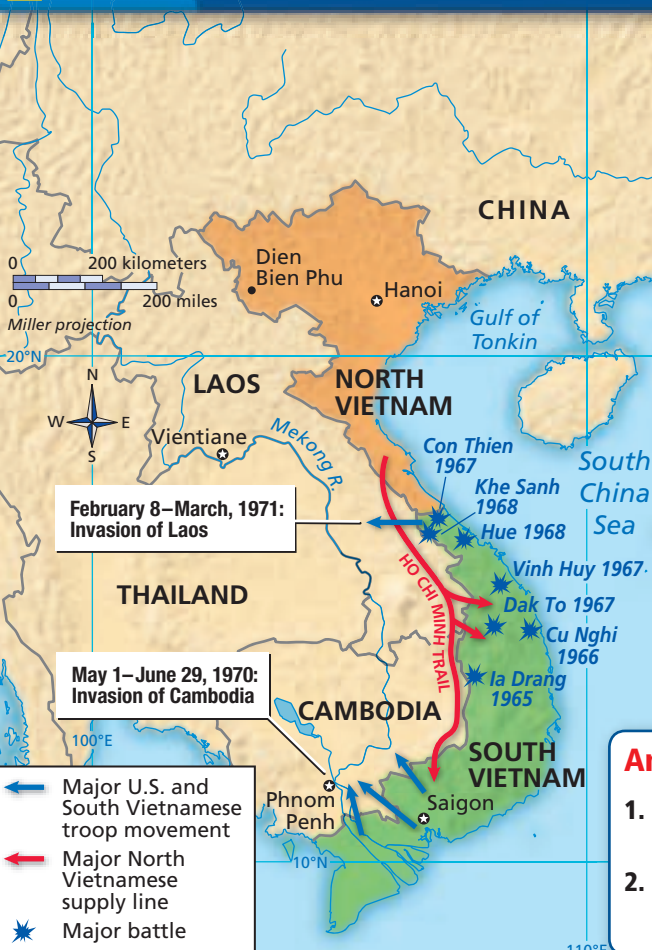 CHINA
0 200 kilometers
0 200 miles
Miller projection
Dien
Bien Phu
Hanoi
Gulf of
Tonkin
20°N
N
W E
S
LAOS
NORTH
VIETNAM
Vientiane
Mekong R.
Con Thien
1967
Khe Sanh
1968
South
China
Sea
February 8–March, 1971:
Invasion of Laos
Hue 1968
HO CHI MINH TRAIL
Vinh Huy 1967
THAILAND
Dak To 1967
Cu Nghi
1966
Ia Drang
1965
May 1–June 29, 1970:
Invasion of Cambodia
CAMBODIA
100°E
SOUTH
VIETNAM
Phnom
Penh
Saigon
10°N
110°E
Major U.S. and
South Vietnamese
troop movement
Major North
Vietnamese
supply line
Major battle
1.
2.